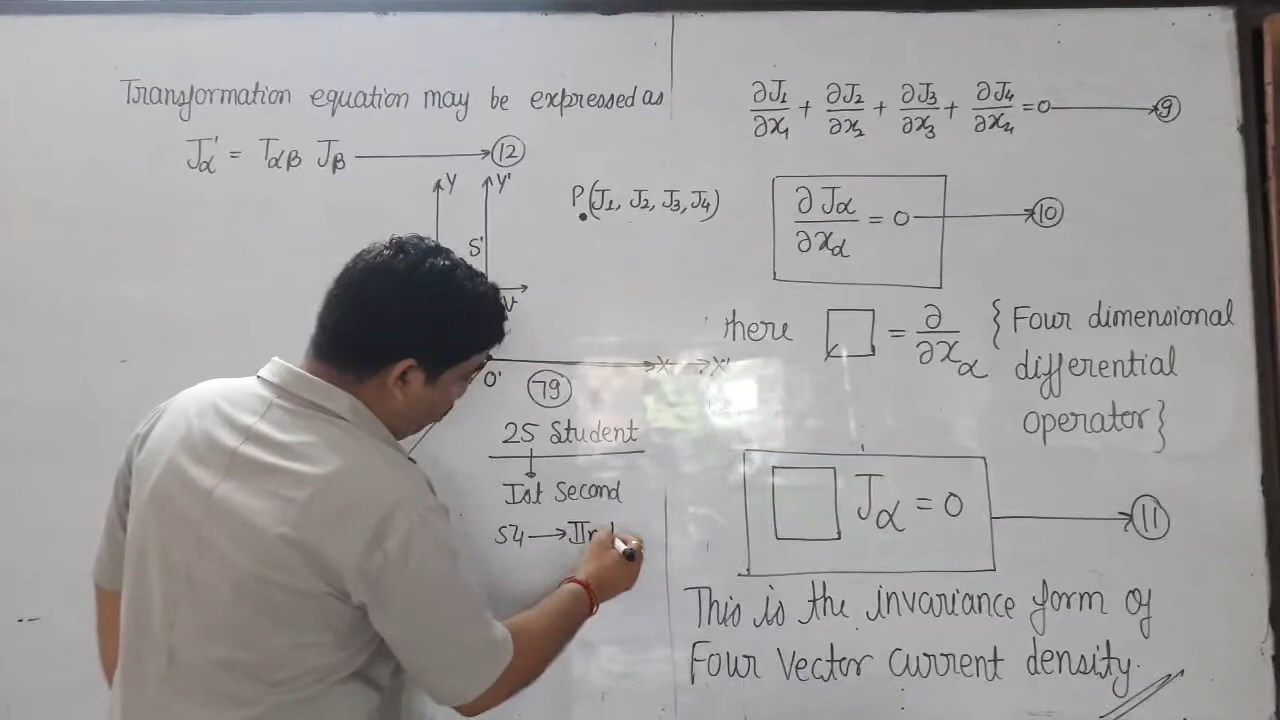 Transformation equation may be expressed as
Jα' = Tαβ Jβ → 12
Y Y'
P(J1, J2, J3, J4)
S'
V
O' X X'
79
25 Student
Ist Second
54 → IInd
∂J1/∂x1 + ∂J2/∂x2 + ∂J3/∂x3 + ∂J4/∂x4 = 0 → 9
∂Jα/∂xα = 0 → 10
here □ = ∂/∂xα { Four dimensional
differential
operator}
□ Jα = 0 → 11
This is the invariance form of
Four vector current density.